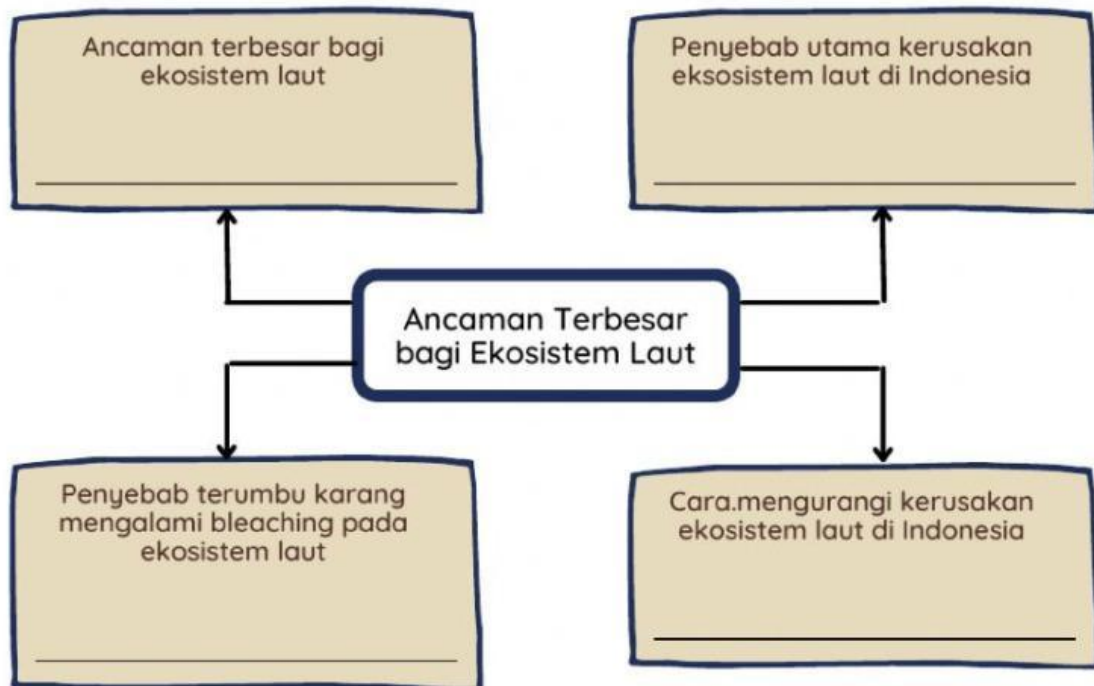 Ancaman terbesar bagi
ekosistem laut
Penyebab utama kerusakan
eksosistem laut di Indonesia
Ancaman Terbesar
bagi Ekosistem Laut
Penyebab terumbu karang
mengalami bleaching pada
ekosistem laut
Cara.mengurangi kerusakan
ekosistem laut di Indonesia